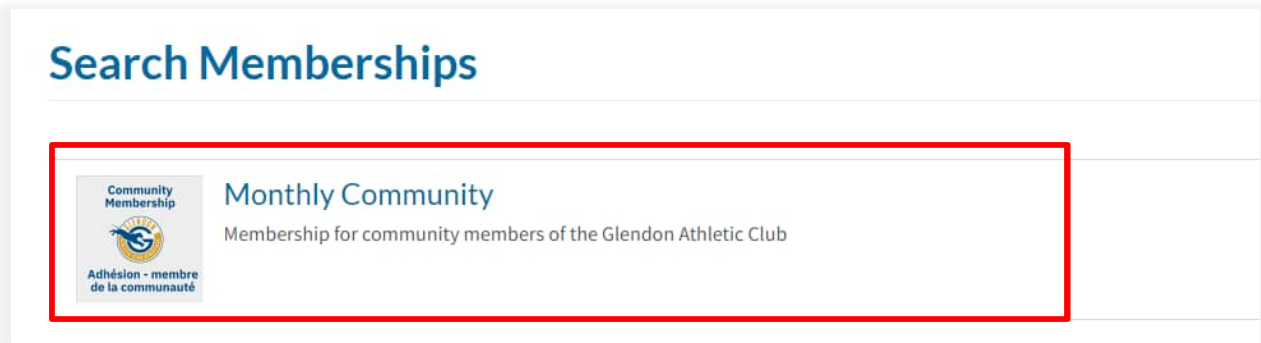 Search Memberships
Community
Membership
GLENDON
Adhésion - membre
de la communauté
Monthly Community
Membership for community members of the Glendon Athletic Club